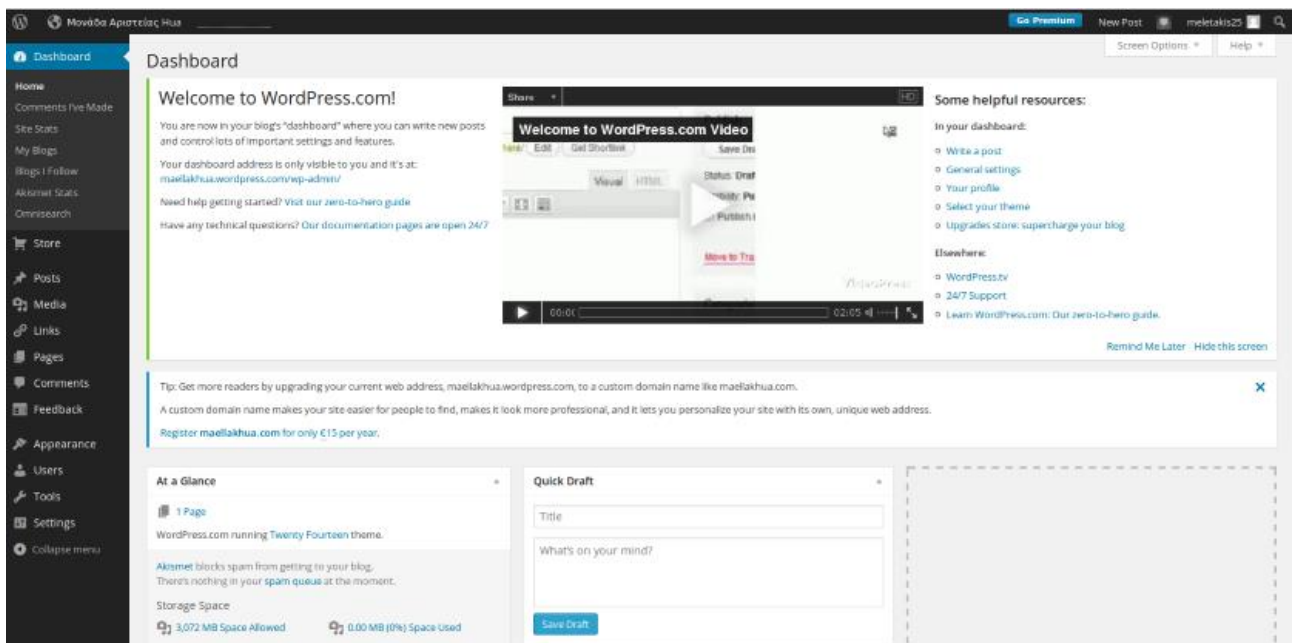 Μονάδα Αριστείας Hua
Go Premium
New Post
meletakis25
Screen Options
Help
Dashboard
Home
Comments I've Made
Site Stats
My Blogs
Blogs I Follow
Akismet Stats
Omnisearch
Store
Posts
Media
Links
Pages
Comments
Feedback
Appearance
Users
Tools
Settings
Collapse menu
Dashboard
Welcome to WordPress.com!
You are now in your blog's "dashboard" where you can write new posts
and control lots of important settings and features.
Your dashboard address is only visible to you and it's at:
maellakhua.wordpress.com/wp-admin/
Need help getting started? Visit our zero-to-hero guide
Have any technical questions? Our documentation pages are open 24/7
Share
HD
Welcome to WordPress.com Video
Edit
Get Shortlink
Save Dra
Visual
HTML
Status: Draf
Publish
Move to Tra
00:0
02:05
Some helpful resources:
In your dashboard:
Write a post
General settings
Your profile
Select your theme
Upgrades store: supercharge your blog
Elsewhere:
WordPress.tv
24/7 Support
Learn WordPress.com: Our zero-to-hero guide.
Remind Me Later
Hide this screen
Tip: Get more readers by upgrading your current web address, maellakhua.wordpress.com, to a custom domain name like maellakhua.com.
A custom domain name makes your site easier for people to find, makes it look more professional, and it lets you personalize your site with its own, unique web address.
Register maellakhua.com for only €15 per year.
At a Glance
1 Page
WordPress.com running Twenty Fourteen theme.
Akismet blocks spam from getting to your blog.
There's nothing in your spam queue at the moment.
Storage Space
3,072 MB Space Allowed
0.00 MB (0%) Space Used
Quick Draft
Title
What's on your mind?
Save Draft